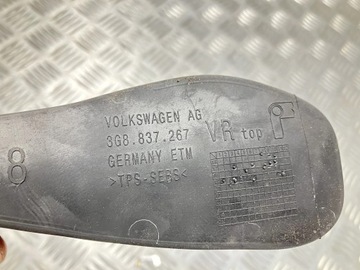 VOLKSWAGEN AG
3G8.837.267
GERMANY ETM
>TPS-SEBS<
VR top
8